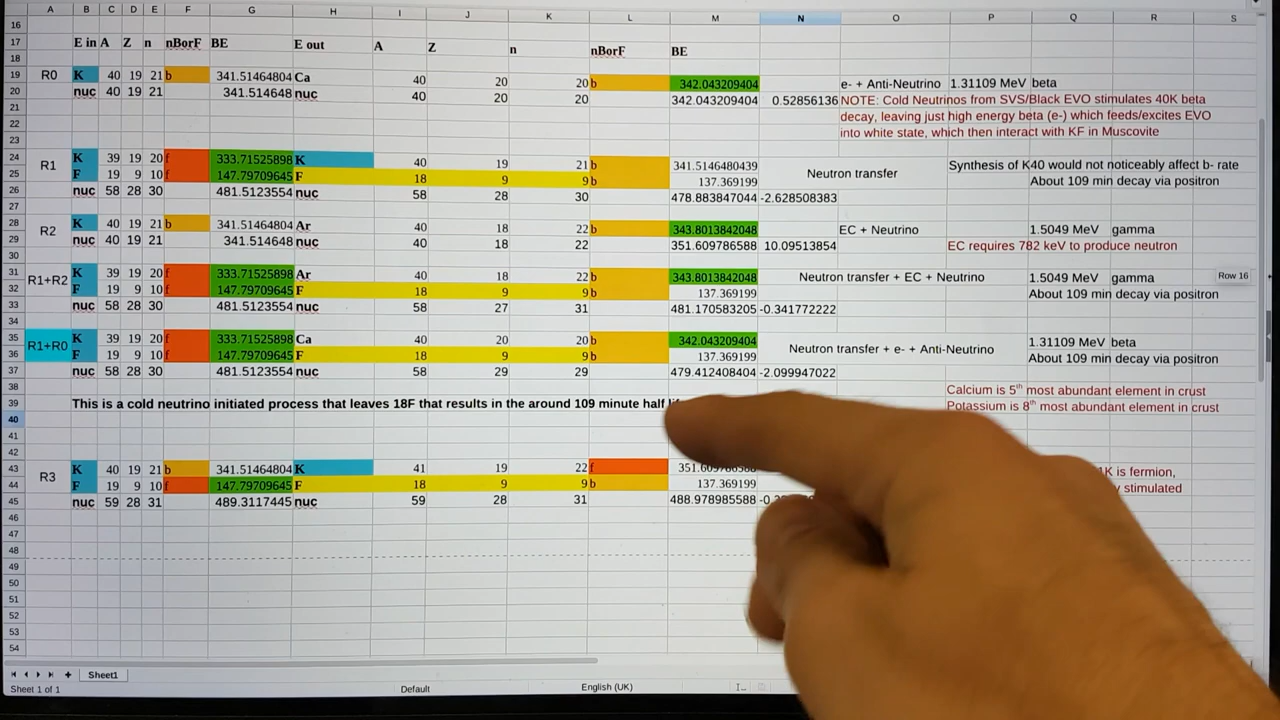 A B C D E F G H I J K L M N O P Q R S
16
17 E in A Z n nBorF BE E out A Z n nBorF BE
18
R0 19 K 40 19 21 b 341.51464804 Ca 40 20 20 b 342.043209404 e- + Anti-Neutrino 1.31109 MeV beta
20 nuc 40 19 21 341.514648 nuc 40 20 20 342.043209404 0.52856136 NOTE: Cold Neutrinos from SVS/Black EVO stimulates 40K beta
21 decay, leaving just high energy beta (e-) which feeds/excites EVO
22 into white state, which then interact with KF in Muscovite
23
R1 24 K 39 19 20 f 333.71525898 K 40 19 21 b 341.5146480439 Neutron transfer Synthesis of K40 would not noticeably affect b- rate
25 F 19 9 10 f 147.79709645 F 18 9 9 b 137.369199 About 109 min decay via positron
26 nuc 58 28 30 481.5123554 nuc 58 28 30 478.883847044 -2.628508383
27
R2 28 K 40 19 21 b 341.51464804 Ar 40 18 22 b 343.8013842048 EC + Neutrino 1.5049 MeV gamma
29 nuc 40 19 21 341.514648 nuc 40 18 22 351.609786588 10.09513854 EC requires 782 keV to produce neutron
30
R1+R2 31 K 39 19 20 f 333.71525898 Ar 40 18 22 b 343.8013842048 Neutron transfer + EC + Neutrino 1.5049 MeV gamma
Row 16
32 F 19 9 10 f 147.79709645 F 18 9 9 b 137.369199 About 109 min decay via positron
33 nuc 58 28 30 481.5123554 nuc 58 27 31 481.170583205 -0.341772222
34
R1+R0 35 K 39 19 20 f 333.71525898 Ca 40 20 20 b 342.043209404 Neutron transfer + e- + Anti-Neutrino 1.31109 MeV beta
36 F 19 9 10 f 147.79709645 F 18 9 9 b 137.369199 About 109 min decay via positron
37 nuc 58 28 30 481.5123554 nuc 58 29 29 479.412408404 -2.099947022
38 Calcium is 5th most abundant element in crust
39 This is a cold neutrino initiated process that leaves 18F that results in the around 109 minute half Potassium is 8th most abundant element in crust
40
41
42
R3 43 K 40 19 21 b 341.51464804 K 41 19 22 f 351.609786588 K is fermion,
44 F 19 9 10 f 147.79709645 F 18 9 9 b 137.369199 stimulated
45 nuc 59 28 31 489.3117445 nuc 59 28 31 488.978985588
46
47
48
49
50
51
52
53
54
Sheet1
Sheet 1 of 1 Default English (UK)